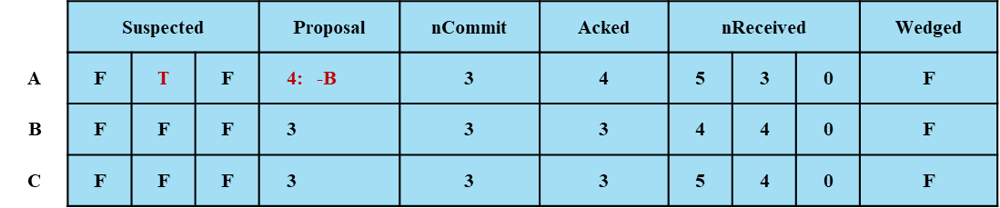 Suspected Proposal nCommit Acked nReceived Wedged
A F T F 4: -B 3 4 5 3 0 F
B F F F 3 3 3 4 4 0 F
C F F F 3 3 3 5 4 0 F